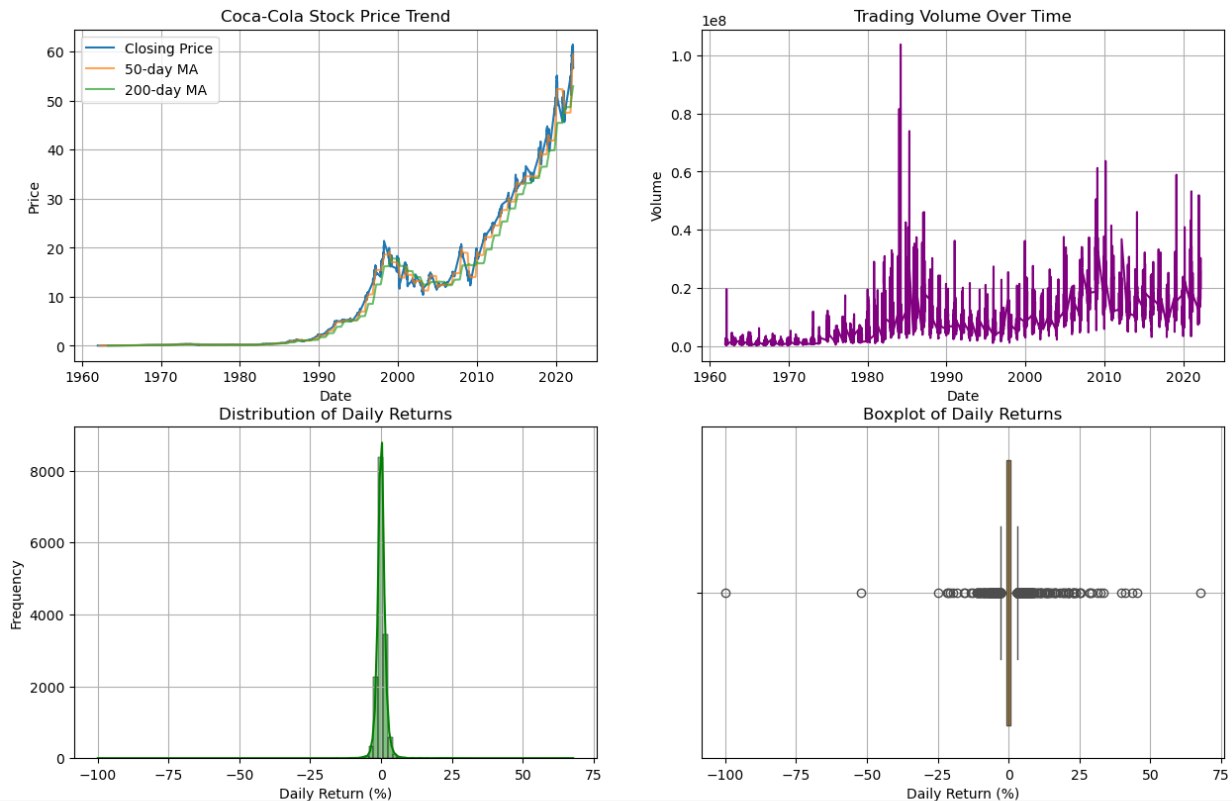 Coca-Cola Stock Price Trend
Closing Price
50-day MA
200-day MA
60
50
40
30
20
10
0
Price
1960 1970 1980 1990 2000 2010 2020
Date
Trading Volume Over Time
1e8
1.0
0.8
0.6
0.4
0.2
0.0
Volume
1960 1970 1980 1990 2000 2010 2020
Date
Distribution of Daily Returns
8000
6000
4000
2000
0
Frequency
−100 −75 −50 −25 0 25 50 75
Daily Return (%)
Boxplot of Daily Returns
−100 −75 −50 −25 0 25 50 75
Daily Return (%)